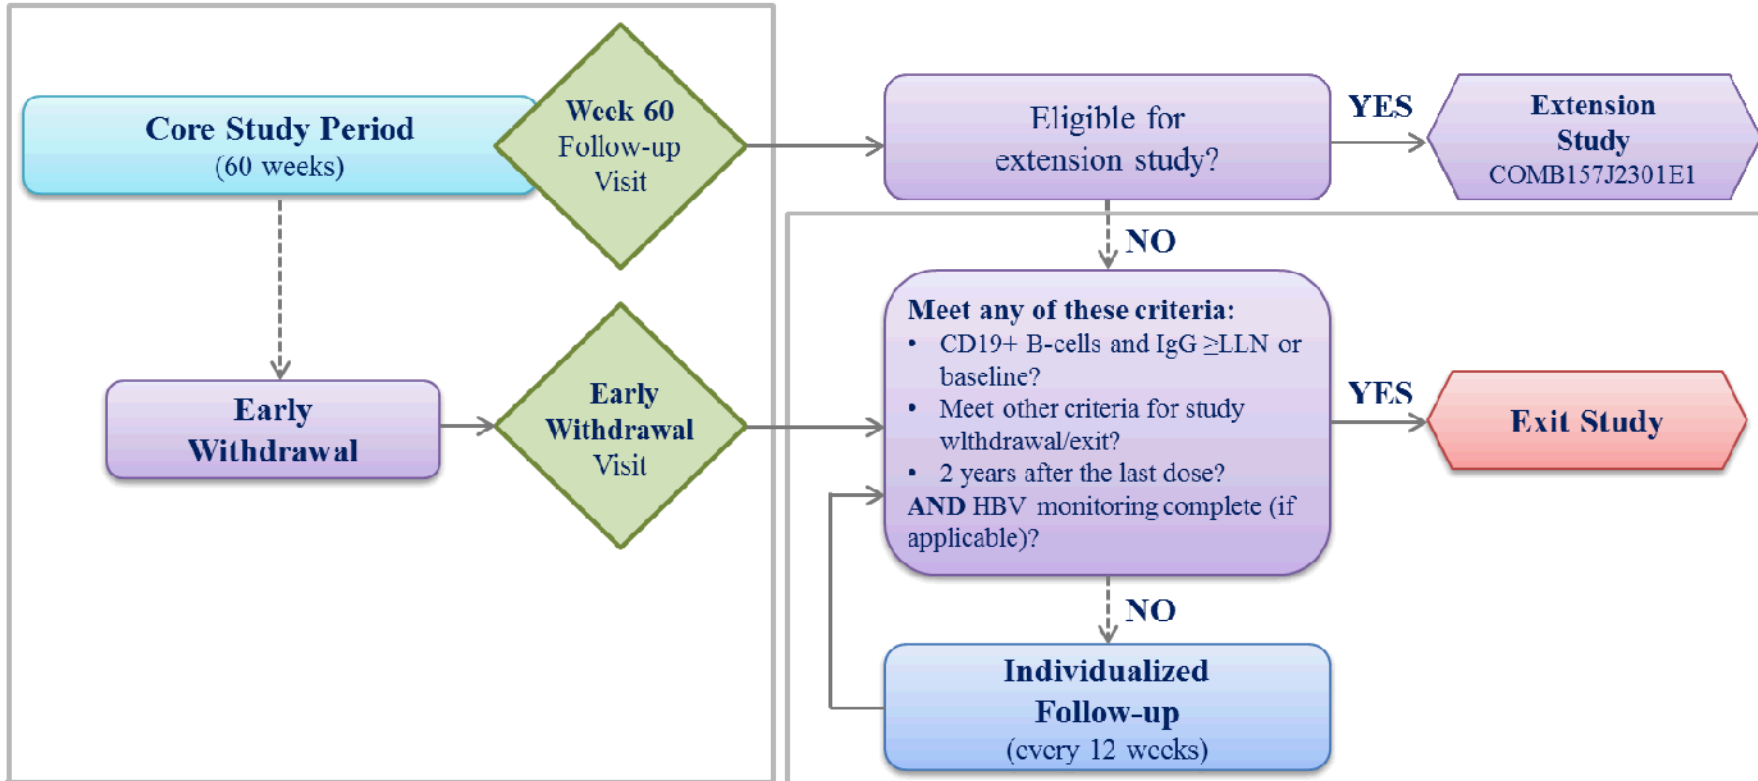 Core Study Period
(60 weeks)
Week 60
Follow-up
Visit
Eligible for
extension study?
YES
Extension
Study
COMB157J2301E1
NO
Early
Withdrawal
Early
Withdrawal
Visit
Meet any of these criteria:
• CD19+ B-cells and IgG ≥LLN or
baseline?
• Meet other criteria for study
wlthdrawal/exit?
• 2 years after the last dose?
AND HBV monitoring complete (if
applicable)?
YES
Exit Study
NO
Individualized
Follow-up
(every 12 weeks)